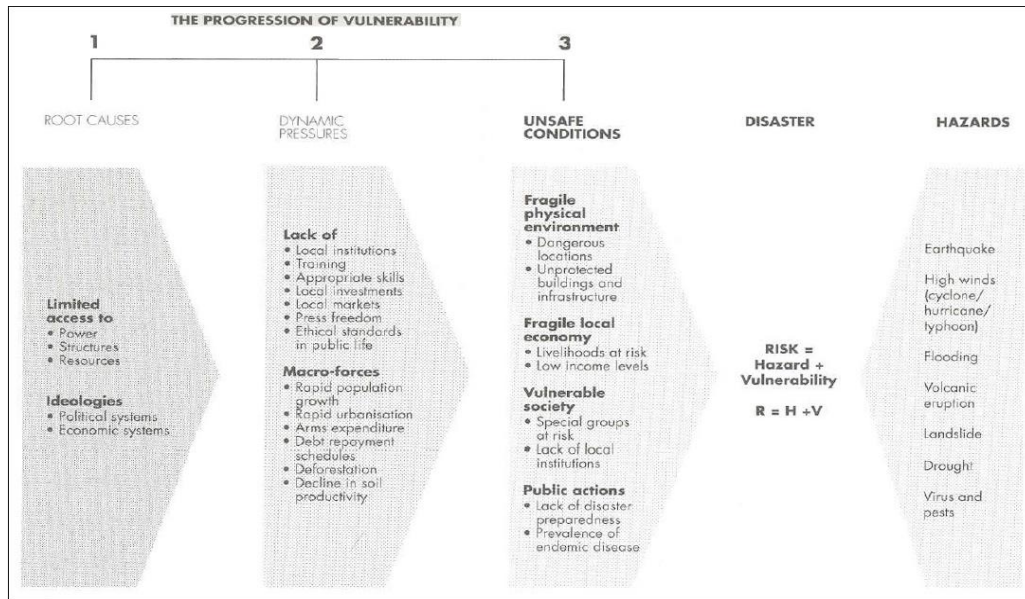 THE PROGRESSION OF VULNERABILITY
1
2
3
ROOT CAUSES
DYNAMIC
PRESSURES
UNSAFE
CONDITIONS
DISASTER
HAZARDS
Limited
access to
• Power
• Structures
• Resources
Ideologies
• Political systems
• Economic systems
Lack of
• Local institutions
• Training
• Appropriate skills
• Local investments
• Local markets
• Press freedom
• Ethical standards
in public life
Macro-forces
• Rapid population
growth
• Rapid urbanisation
• Arms expenditure
• Debt repayment
schedules
• Deforestation
• Decline in soil
productivity
Fragile
physical
environment
• Dangerous
locations
• Unprotected
buildings and
infrastructure
Fragile local
economy
• Livelihoods at risk
• Low income levels
Vulnerable
society
• Special groups
at risk
• Lack of local
institutions
Public actions
• Lack of disaster
preparedness
• Prevalence of
endemic disease
RISK =
Hazard +
Vulnerability
R = H +V
Earthquake
High winds
(cyclone/
hurricane/
typhoon)
Flooding
Volcanic
eruption
Landslide
Drought
Virus and
pests